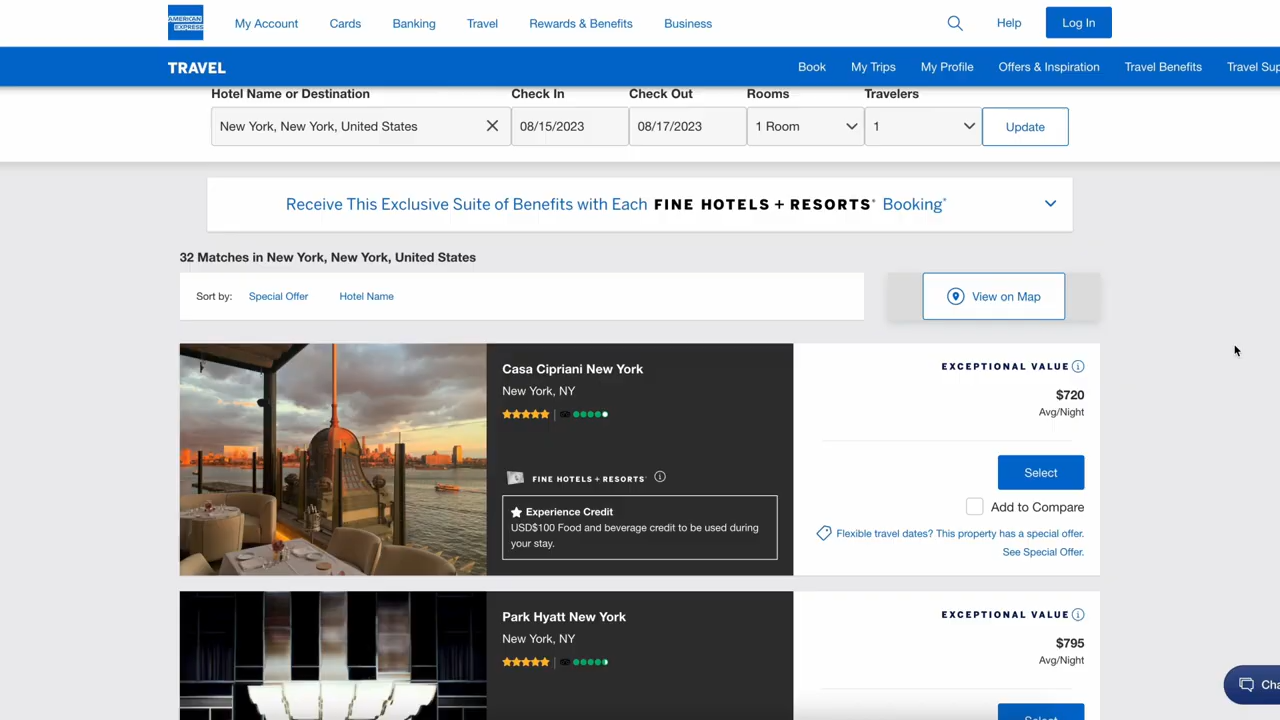 AMERICAN
EXPRESS
My Account
Cards
Banking
Travel
Rewards & Benefits
Business
Help
Log In
TRAVEL
Book
My Trips
My Profile
Offers & Inspiration
Travel Benefits
Travel Sup
Hotel Name or Destination
Check In
Check Out
Rooms
Travelers
New York, New York, United States
08/15/2023
08/17/2023
1 Room
1
Update
Receive This Exclusive Suite of Benefits with Each FINE HOTELS + RESORTS® Booking*
32 Matches in New York, New York, United States
Sort by:
Special Offer
Hotel Name
View on Map
Casa Cipriani New York
New York, NY
FINE HOTELS + RESORTS®
Experience Credit
USD$100 Food and beverage credit to be used during
your stay.
EXCEPTIONAL VALUE
$720
Avg/Night
Select
Add to Compare
Flexible travel dates? This property has a special offer.
See Special Offer.
Park Hyatt New York
New York, NY
EXCEPTIONAL VALUE
$795
Avg/Night
Select
Cha